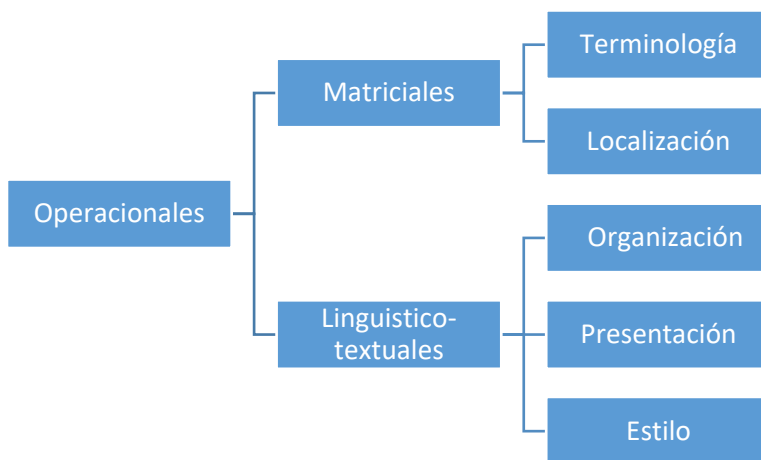 Operacionales
Matriciales
Terminología
Localización
Linguistico-
textuales
Organización
Presentación
Estilo